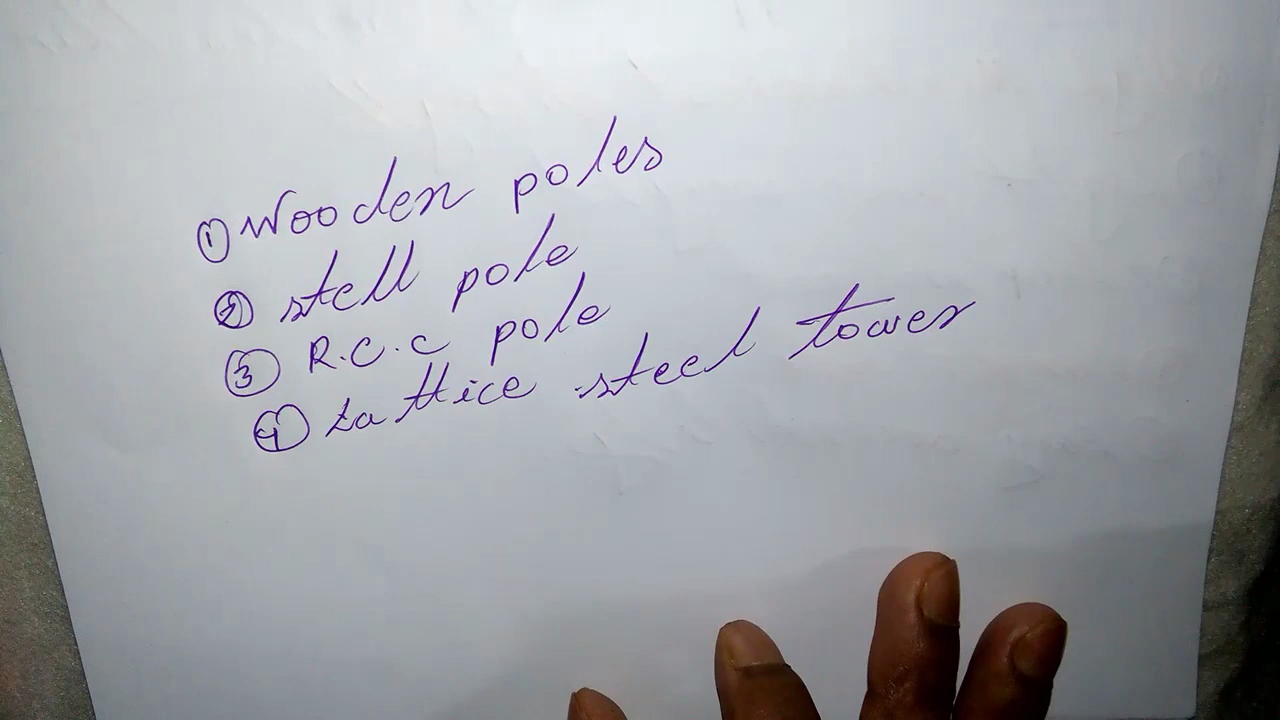 ① Wooden poles
② stell pole
③ R.C.C pole
④ Lattice steel tower